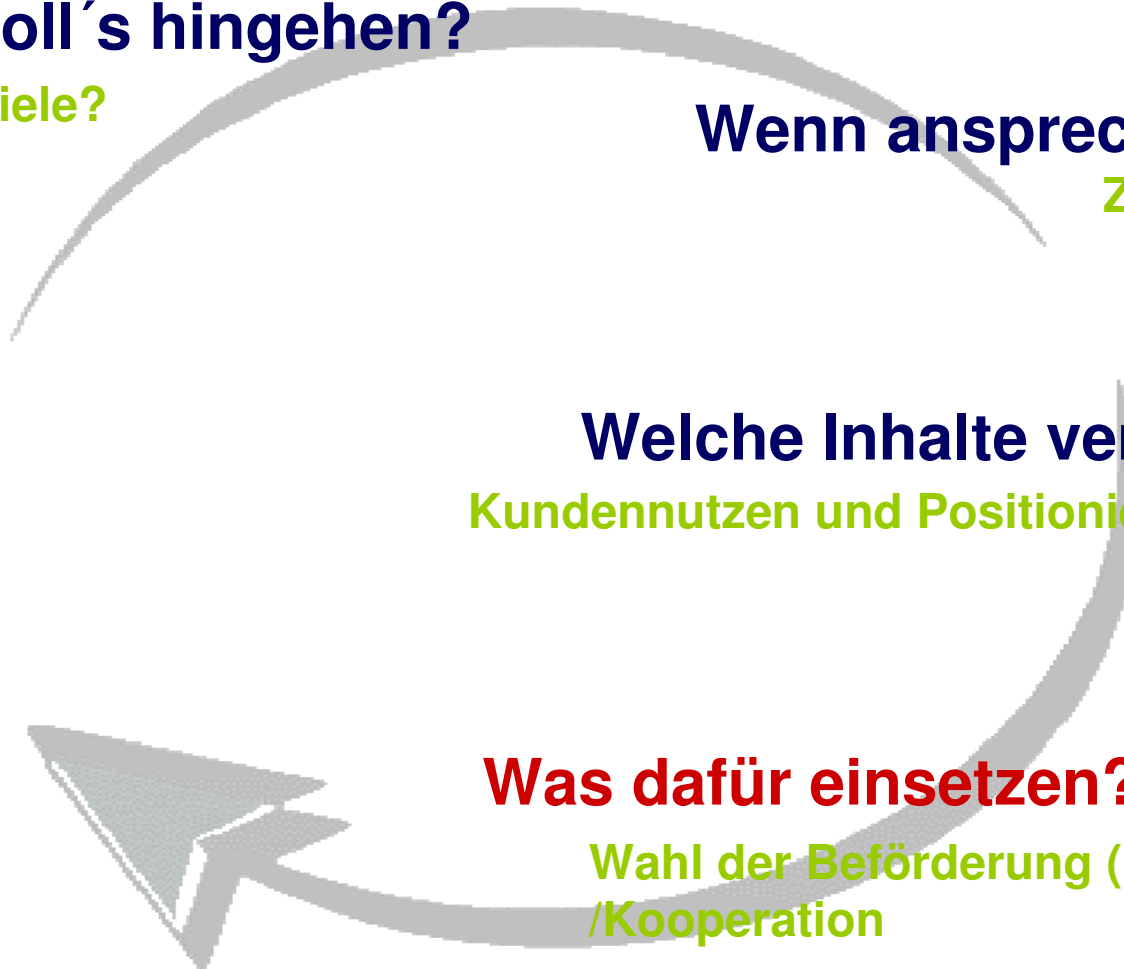 oll´s hingehen?
iele?
Wenn ansprec
Z
Welche Inhalte ver
Kundennutzen und Positioni
Was dafür einsetzen?
Wahl der Beförderung (
/Kooperation